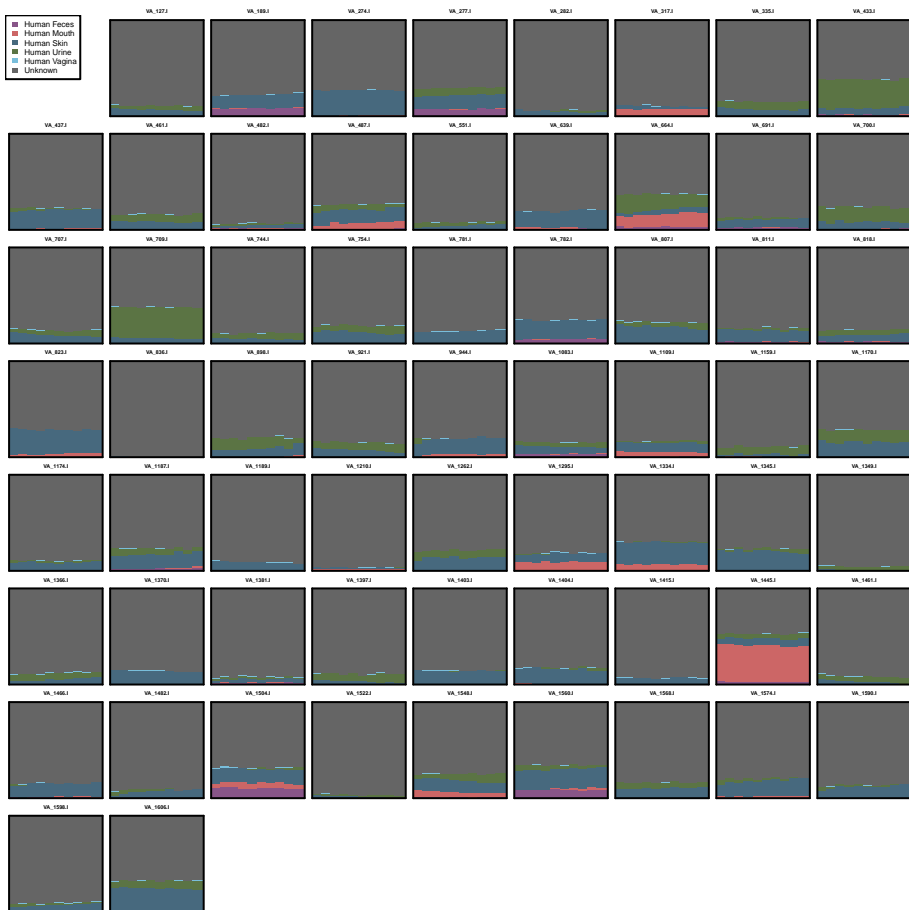 VA_127.I VA_189.I VA_274.I VA_277.I VA_282.I VA_317.I VA_335.I VA_433.I
Human Feces
Human Mouth
Human Skin
Human Urine
Human Vagina
Unknown
VA_437.I VA_461.I VA_482.I VA_487.I VA_551.I VA_639.I VA_664.I VA_691.I VA_700.I
VA_707.I VA_709.I VA_744.I VA_754.I VA_781.I VA_782.I VA_807.I VA_811.I VA_818.I
VA_823.I VA_836.I VA_898.I VA_921.I VA_944.I VA_1083.I VA_1109.I VA_1159.I VA_1170.I
VA_1174.I VA_1187.I VA_1189.I VA_1210.I VA_1262.I VA_1295.I VA_1334.I VA_1345.I VA_1349.I
VA_1366.I VA_1370.I VA_1381.I VA_1397.I VA_1403.I VA_1404.I VA_1415.I VA_1445.I VA_1461.I
VA_1466.I VA_1482.I VA_1504.I VA_1522.I VA_1548.I VA_1560.I VA_1568.I VA_1574.I VA_1590.I
VA_1598.I VA_1606.I